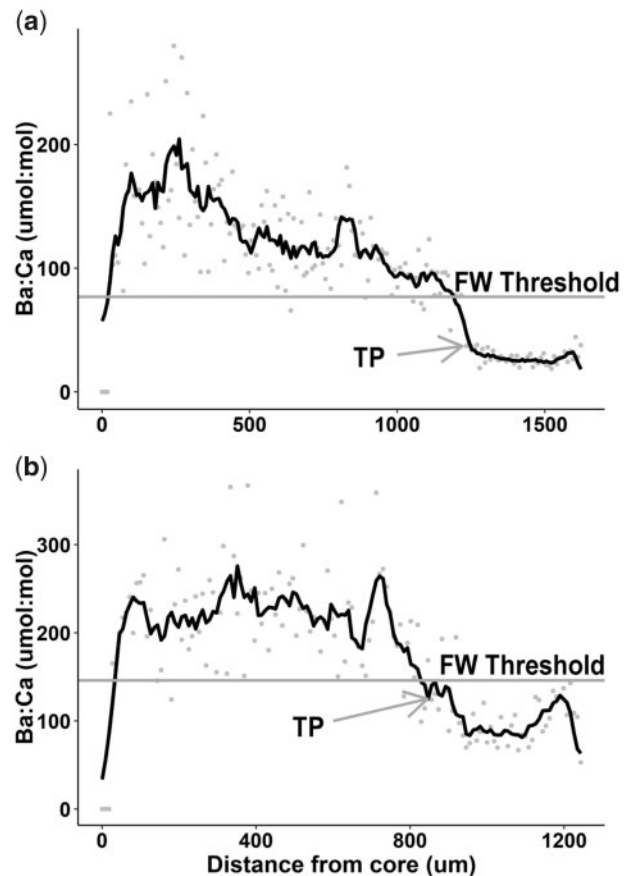 (a)
Ba:Ca (umol:mol)
200
100
0
FW Threshold
TP
0 500 1000 1500
(b)
Ba:Ca (umol:mol)
300
200
100
0
FW Threshold
TP
0 400 800 1200
Distance from core (um)